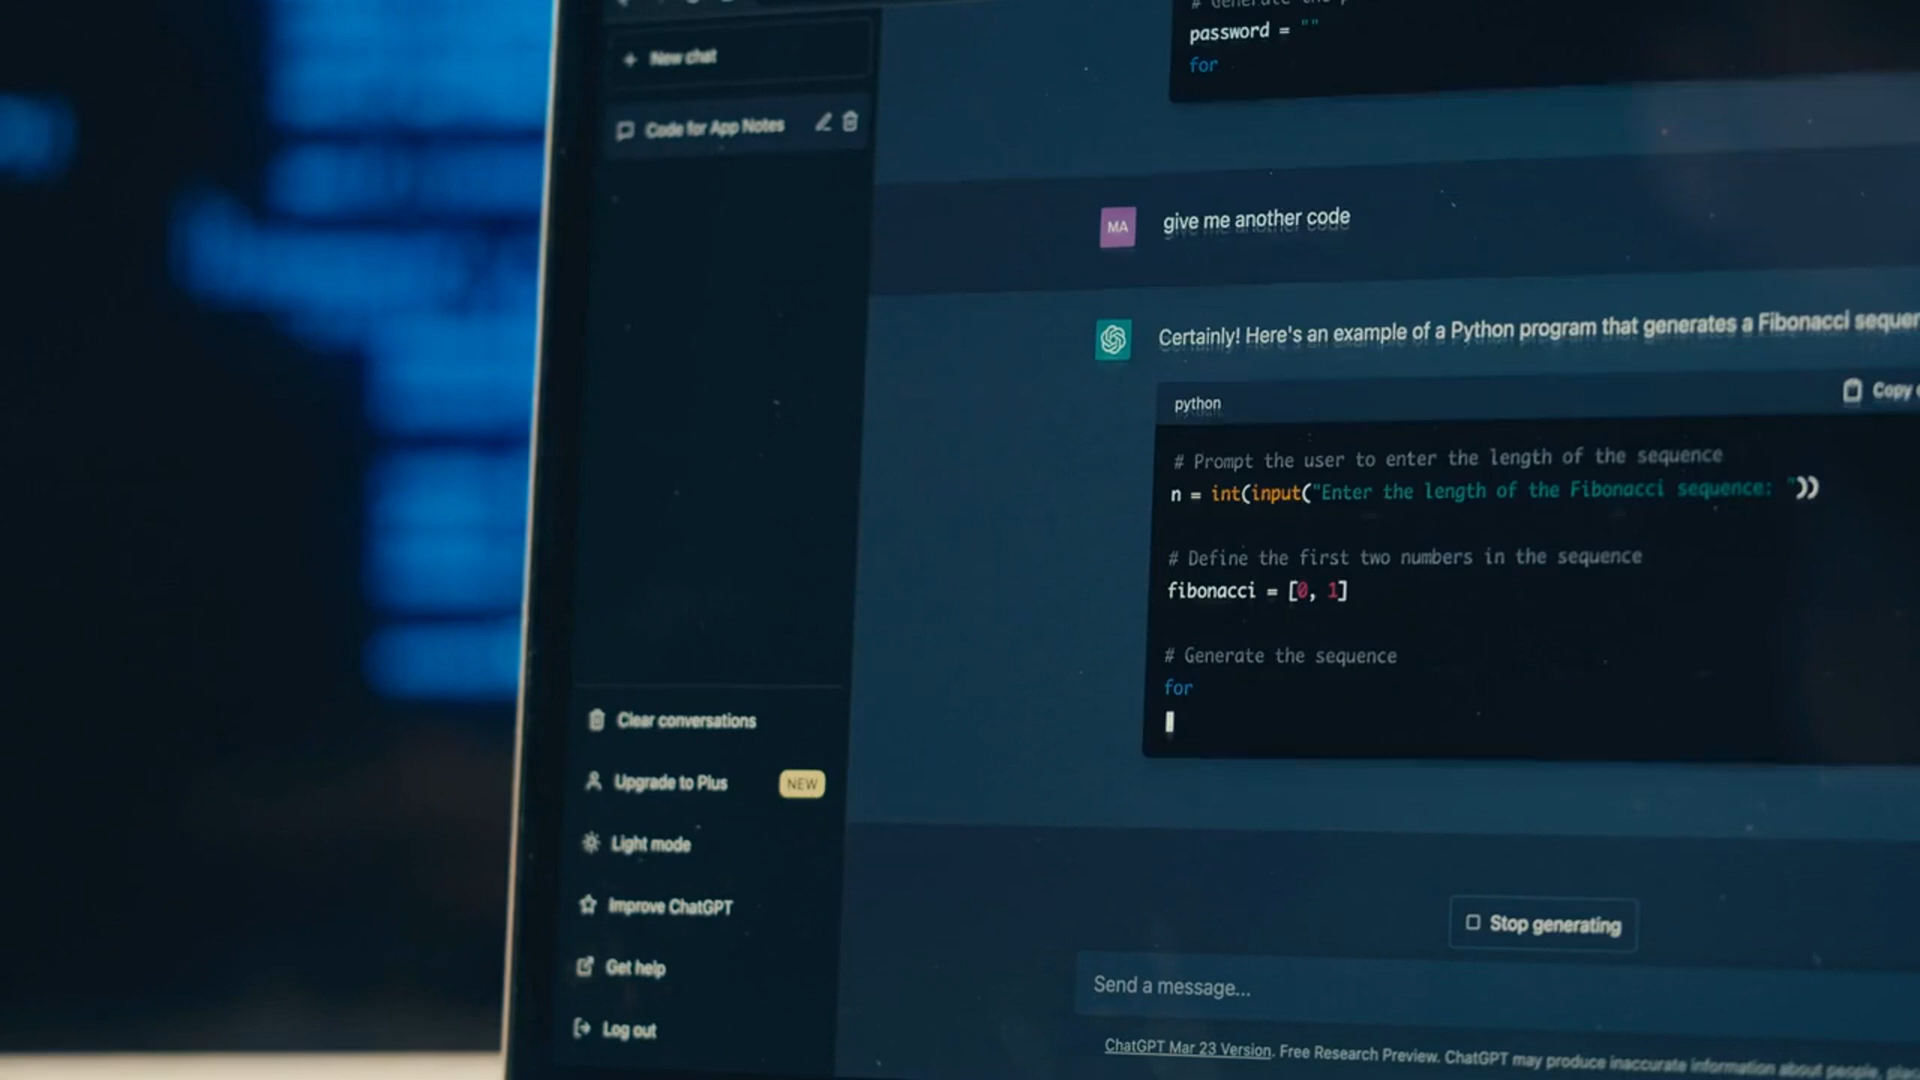 New chat
Code for App Notes
Clear conversations
Upgrade to Plus NEW
Light mode
Improve ChatGPT
Get help
Log out
password = ""
for
MA give me another code
Certainly! Here's an example of a Python program that generates a Fibonacci
python Copy
# Prompt the user to enter the length of the sequence
n = int(input("Enter the length of the Fibonacci sequence: "))
# Define the first two numbers in the sequence
fibonacci = [0, 1]
# Generate the sequence
for
Stop generating
Send a message...
ChatGPT Mar 23 Version. Free Research Preview. ChatGPT may produce inaccurate information about people,